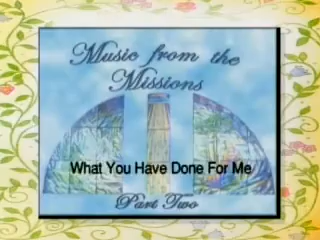 Music from the
Missions
What You Have Done For Me
Part Two